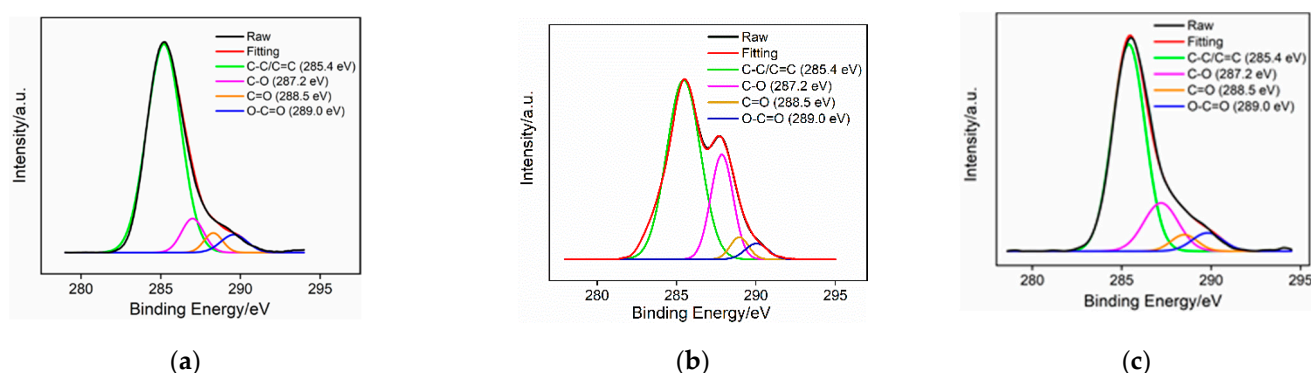 Intensity/a.u.
Raw
Fitting
C-C/C=C (285.4 eV)
C-O (287.2 eV)
C=O (288.5 eV)
O-C=O (289.0 eV)
280 285 290 295
Binding Energy/eV
(a)
Intensity/a.u.
Raw
Fitting
C-C/C=C (285.4 eV)
C-O (287.2 eV)
C=O (288.5 eV)
O-C=O (289.0 eV)
280 285 290 295
Binding Energy/eV
(b)
Intensity/a.u.
Raw
Fitting
C-C/C=C (285.4 eV)
C-O (287.2 eV)
C=O (288.5 eV)
O-C=O (289.0 eV)
280 285 290 295
Binding Energy/eV
(c)